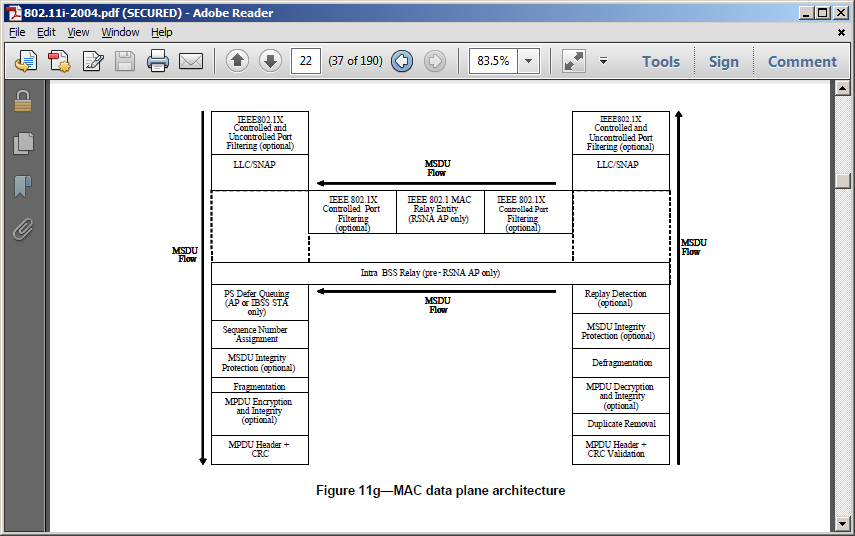 802.11i-2004.pdf (SECURED) - Adobe Reader
File Edit View Window Help
22 (37 of 190) 83.5% Tools Sign Comment
IEEE802.1X
Controlled and
Uncontrolled Port
Filtering (optional)
LLC/SNAP
MSDU
Flow
IEEE802.1X
Controlled and
Uncontrolled Port
Filtering (optional)
LLC/SNAP
IEEE 802.1X
Controlled Port
Filtering
(optional)
IEEE 802.1 MAC
Relay Entity
(RSNA AP only)
IEEE 802.1X
Controlled Port
Filtering
(optional)
MSDU
Flow
MSDU
Flow
Intra BSS Relay (pre-RSNA AP only)
PS Defer Queuing
(AP or IBSS STA
only)
Sequence Number
Assignment
MSDU Integrity
Protection (optional)
Fragmentation
MPDU Encryption
and Integrity
(optional)
MPDU Header +
CRC
MSDU
Flow
Replay Detection
(optional)
MSDU Integrity
Protection (optional)
Defragmentation
MPDU Decryption
and Integrity
(optional)
Duplicate Removal
MPDU Header +
CRC Validation
Figure 11g—MAC data plane architecture